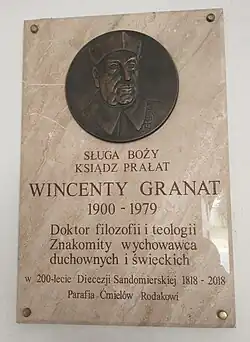 SŁUGA BOŻY
KSIĄDZ PRAŁAT
WINCENTY GRANAT
1900 - 1979
Doktor filozofii i teologii
Znakomity wychowawca
duchownych i świeckich
w 200-lecie Diecezji Sandomierskiej 1818 - 2018
Parafia Ćmielów Rodakowi